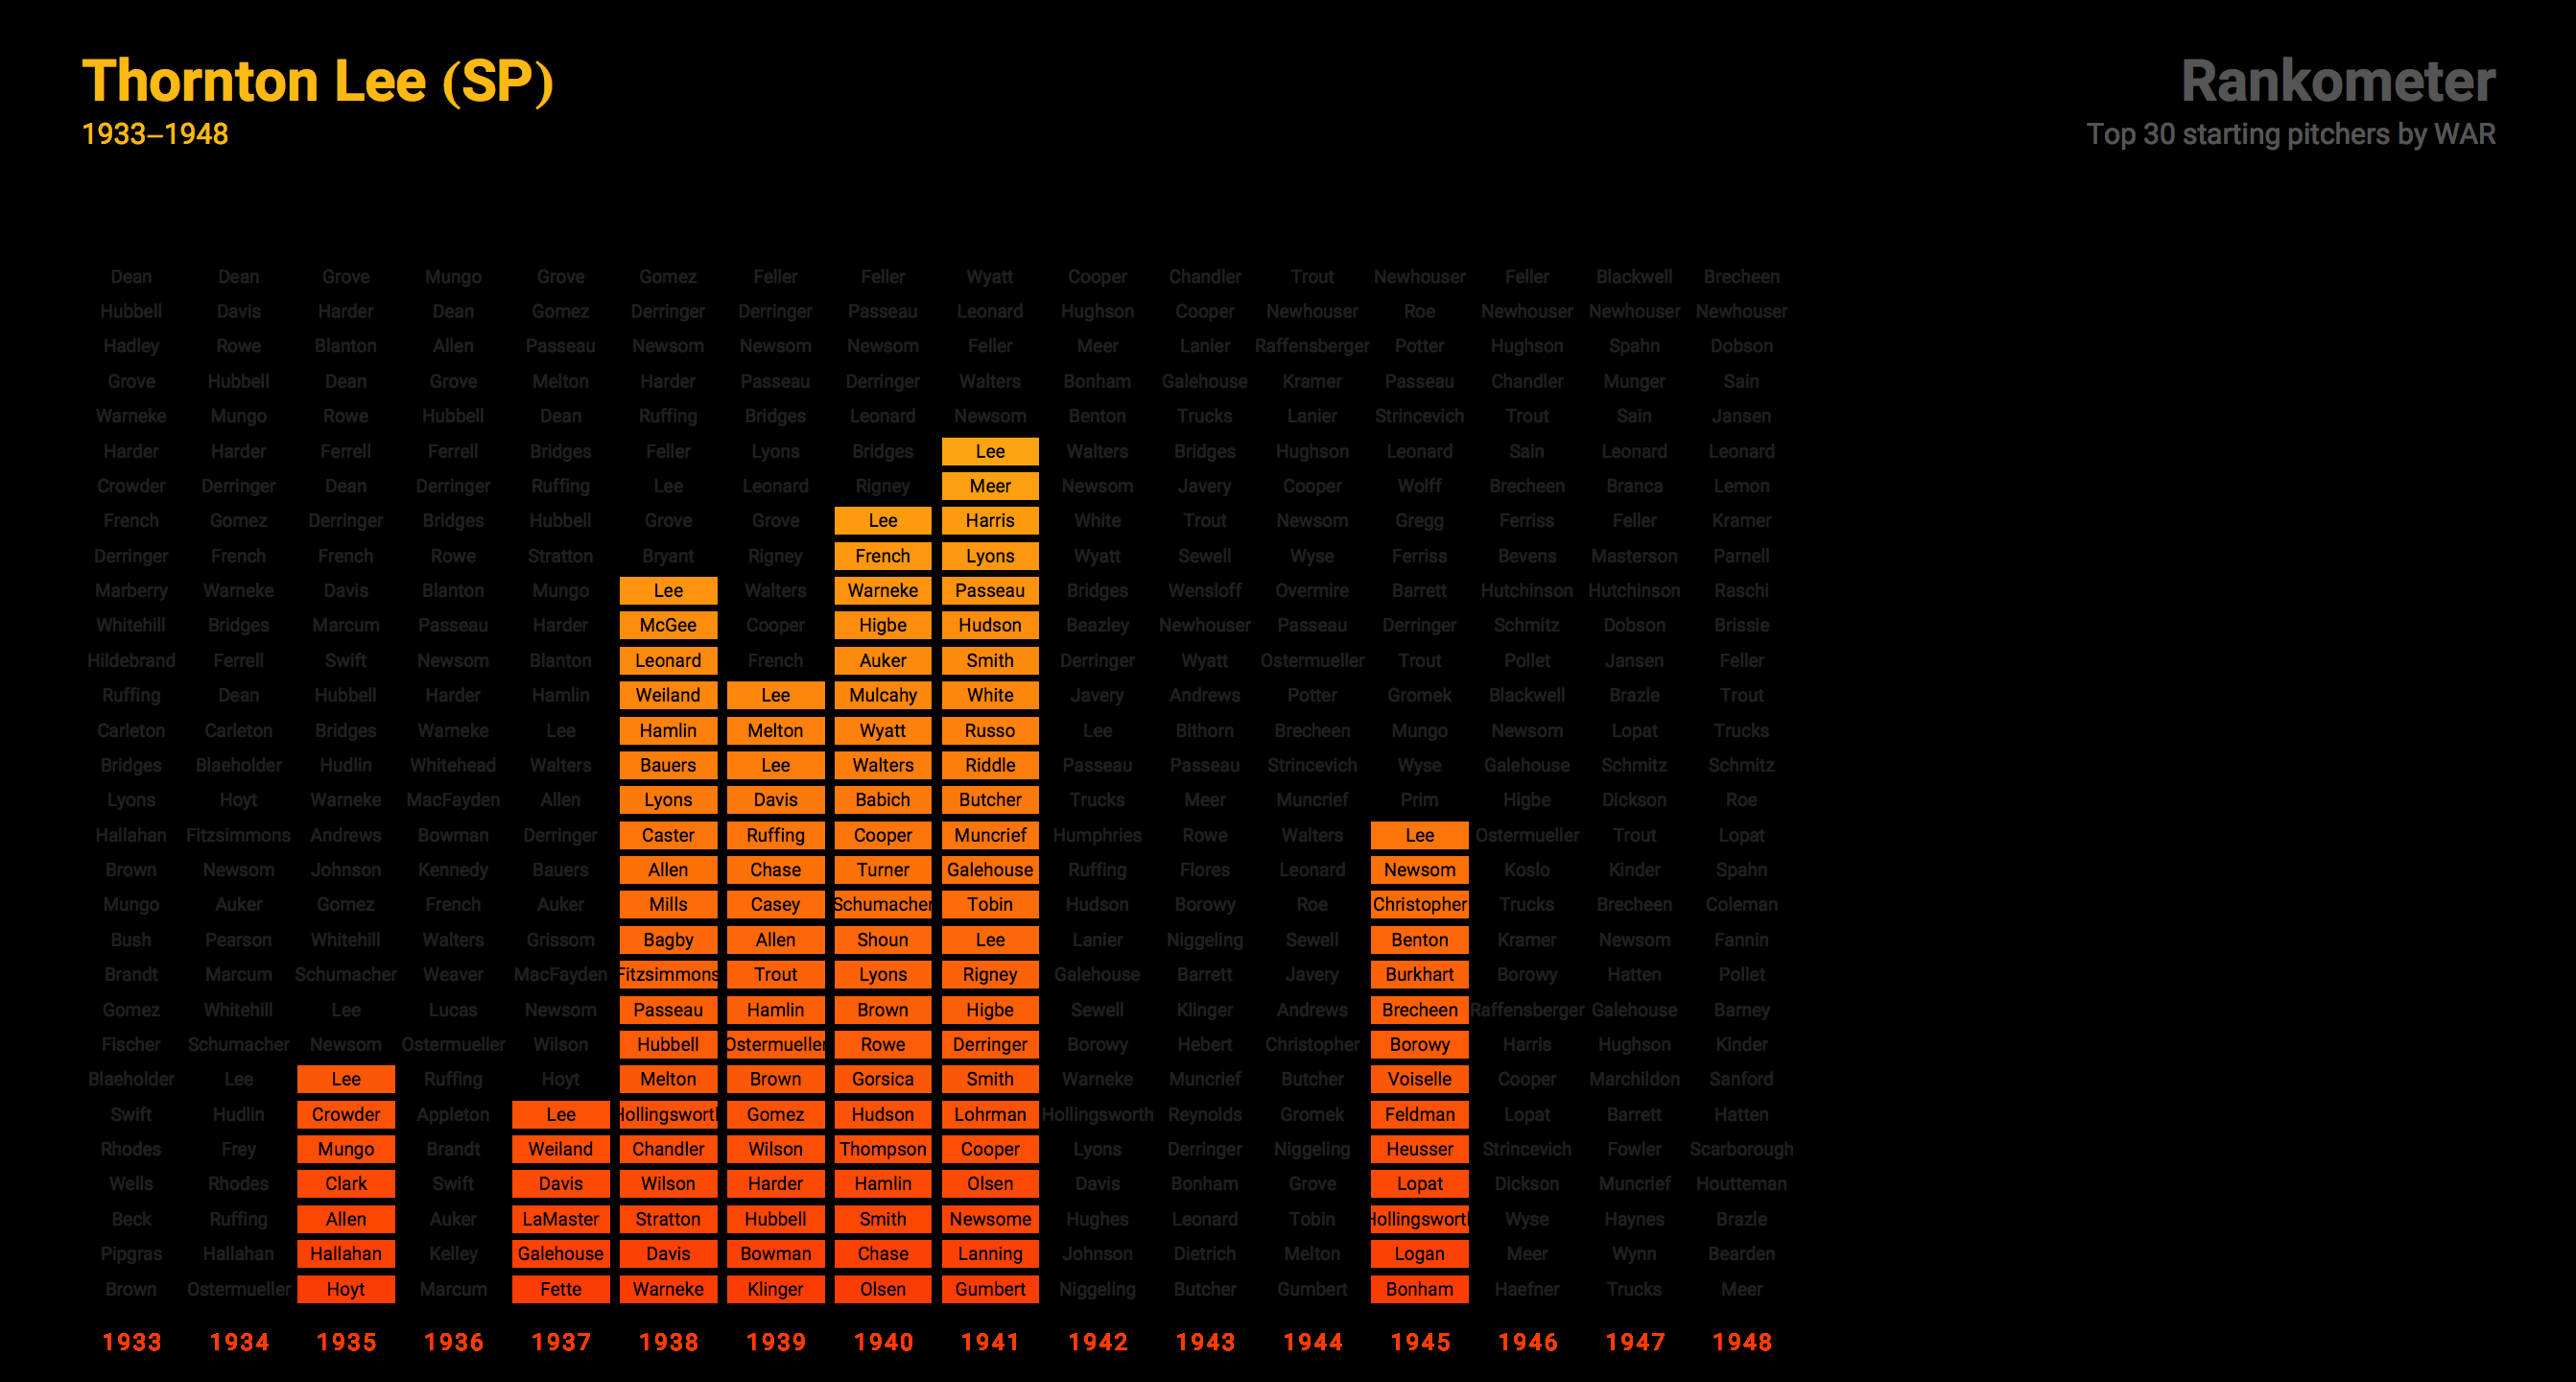 Thornton Lee (SP)
1933–1948
Rankometer
Top 30 starting pitchers by WAR
Dean Dean Grove Mungo Grove Gomez Feller Feller Wyatt Cooper Chandler Trout Newhouser Feller Blackwell Brecheen
Hubbell Davis Harder Dean Gomez Derringer Derringer Passeau Leonard Hughson Cooper Newhouser Roe Newhouser Newhouser Newhouser
Hadley Rowe Blanton Allen Passeau Newsom Newsom Newsom Feller Meer Lanier Raffensberger Potter Hughson Spahn Dobson
Grove Hubbell Dean Grove Melton Harder Passeau Derringer Walters Bonham Galehouse Kramer Passeau Chandler Munger Sain
Warneke Mungo Rowe Hubbell Dean Ruffing Bridges Leonard Newsom Benton Trucks Lanier Strincevich Trout Sain Jansen
Harder Harder Ferrell Ferrell Bridges Feller Lyons Bridges Lee Walters Bridges Hughson Leonard Sain Leonard Leonard
Crowder Derringer Dean Derringer Ruffing Lee Leonard Rigney Meer Newsom Javery Cooper Wolff Brecheen Branca Lemon
French Gomez Derringer Bridges Hubbell Grove Grove Lee Harris White Trout Newsom Gregg Ferriss Feller Kramer
Derringer French French Rowe Stratton Bryant Rigney French Lyons Wyatt Sewell Wyse Ferriss Bevens Masterson Parnell
Marberry Warneke Davis Blanton Mungo Lee Walters Warneke Passeau Bridges Wensloff Overmire Barrett Hutchinson Hutchinson Raschi
Whitehill Bridges Marcum Passeau Harder McGee Cooper Higbe Hudson Beazley Newhouser Passeau Derringer Schmitz Dobson Brissie
Hildebrand Ferrell Swift Newsom Blanton Leonard French Auker Smith Derringer Wyatt Ostermueller Trout Pollet Jansen Feller
Ruffing Dean Hubbell Harder Hamlin Weiland Lee Mulcahy White Javery Andrews Potter Gromek Blackwell Brazle Trout
Carleton Carleton Bridges Warneke Lee Hamlin Melton Wyatt Russo Lee Bithorn Brecheen Mungo Newsom Lopat Trucks
Bridges Blaeholder Hudlin Whitehead Walters Bauers Lee Walters Riddle Passeau Passeau Strincevich Wyse Galehouse Schmitz Schmitz
Lyons Hoyt Warneke MacFayden Allen Lyons Davis Babich Butcher Trucks Meer Muncrief Prim Higbe Dickson Roe
Hallahan Fitzsimmons Andrews Bowman Derringer Caster Ruffing Cooper Muncrief Humphries Rowe Walters Lee Ostermueller Trout Lopat
Brown Newsom Johnson Kennedy Bauers Allen Chase Turner Galehouse Ruffing Flores Leonard Newsom Koslo Kinder Spahn
Mungo Auker Gomez French Auker Mills Casey Schumacher Tobin Hudson Borowy Roe Christopher Trucks Brecheen Coleman
Bush Pearson Whitehill Walters Grissom Bagby Allen Shoun Lee Lanier Niggeling Sewell Benton Kramer Newsom Fannin
Brandt Marcum Schumacher Weaver MacFayden Fitzsimmons Trout Lyons Rigney Galehouse Barrett Javery Burkhart Borowy Hatten Pollet
Gomez Whitehill Lee Lucas Newsom Passeau Hamlin Brown Higbe Sewell Klinger Andrews Brecheen Raffensberger Galehouse Barney
Fischer Schumacher Newsom Ostermueller Wilson Hubbell Ostermueller Rowe Derringer Borowy Hebert Christopher Borowy Harris Hughson Kinder
Blaeholder Lee Lee Ruffing Hoyt Melton Brown Gorsica Smith Warneke Muncrief Butcher Voiselle Cooper Marchildon Sanford
Swift Hudlin Crowder Appleton Lee Hollingsworth Gomez Hudson Lohrman Hollingsworth Reynolds Gromek Feldman Lopat Barrett Hatten
Rhodes Frey Mungo Brandt Weiland Chandler Wilson Thompson Cooper Lyons Derringer Niggeling Heusser Strincevich Fowler Scarborough
Wells Rhodes Clark Swift Davis Wilson Harder Hamlin Olsen Davis Bonham Grove Lopat Dickson Muncrief Houtteman
Beck Ruffing Allen Auker LaMaster Stratton Hubbell Smith Newsome Hughes Leonard Tobin Hollingsworth Wyse Haynes Brazle
Pipgras Hallahan Hallahan Kelley Galehouse Davis Bowman Chase Lanning Johnson Dietrich Melton Logan Meer Wynn Bearden
Brown Ostermueller Hoyt Marcum Fette Warneke Klinger Olsen Gumbert Niggeling Butcher Gumbert Bonham Haefner Trucks Meer
1933 1934 1935 1936 1937 1938 1939 1940 1941 1942 1943 1944 1945 1946 1947 1948